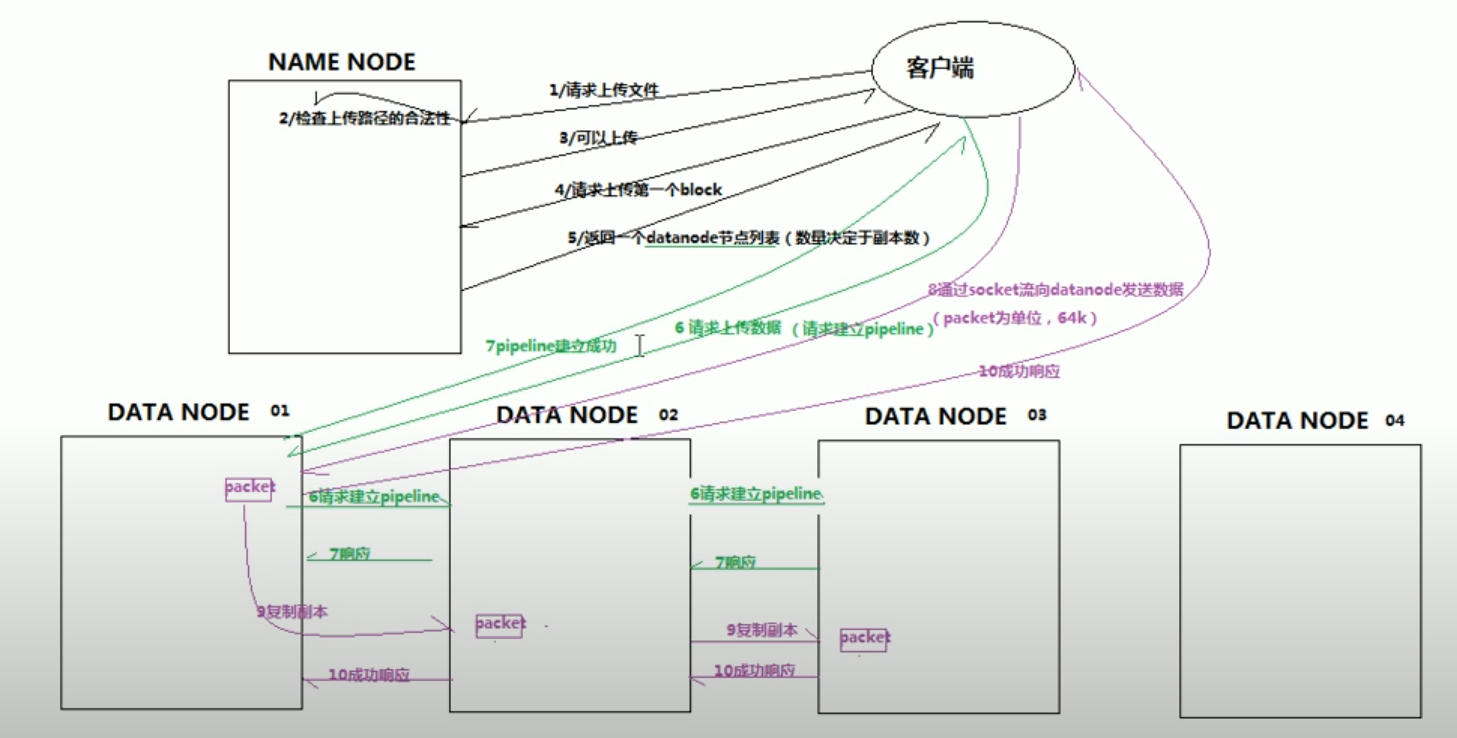 NAME NODE
客户端
1/请求上传文件
2/检查上传路径的合法性
3/可以上传
4/请求上传第一个block
5/返回一个datanode节点列表（数量决定于副本数）
8通过socket流向datanode发送数据
（packet为单位，64k）
6 请求上传数据（请求建立pipeline）
7pipeline建立成功
10成功响应
DATA NODE 01
DATA NODE 02
DATA NODE 03
DATA NODE 04
packet
6请求建立pipeline
6请求建立pipeline
7响应
7响应
9复制副本
packet
9复制副本
packet
10成功响应
10成功响应